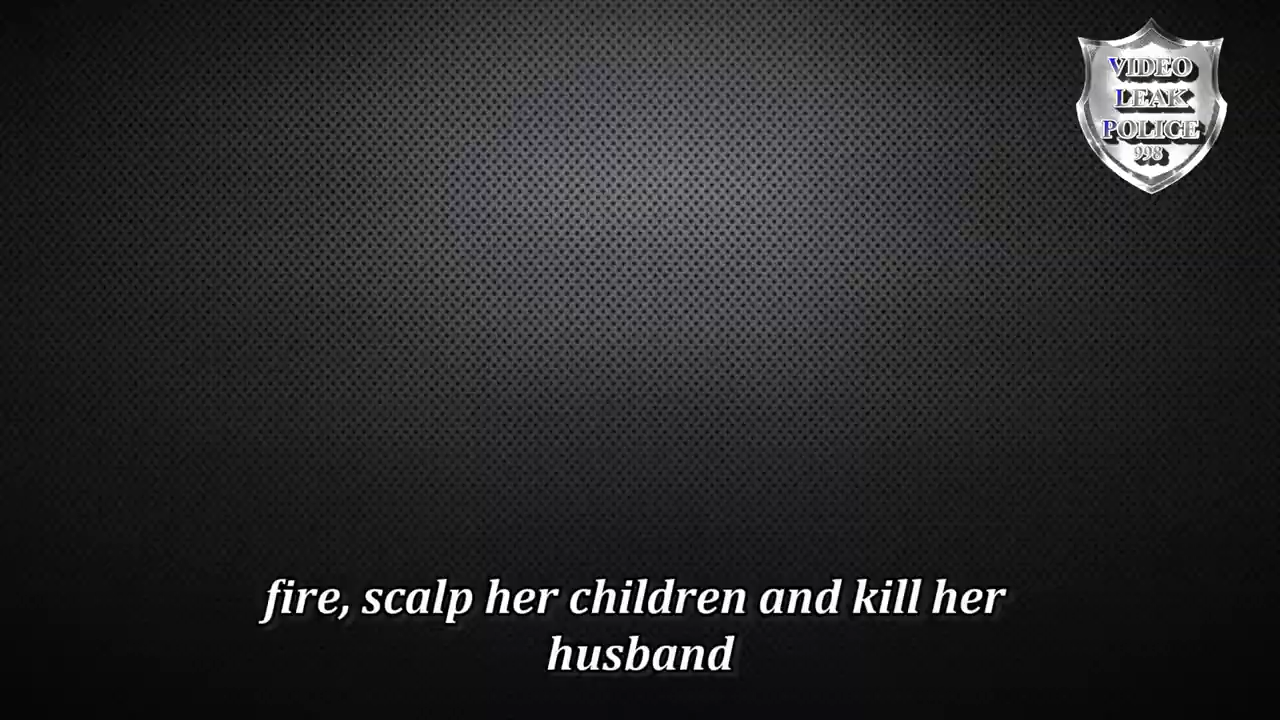 VIDEO
LEAK
POLICE
998
fire, scalp her children and kill her
husband